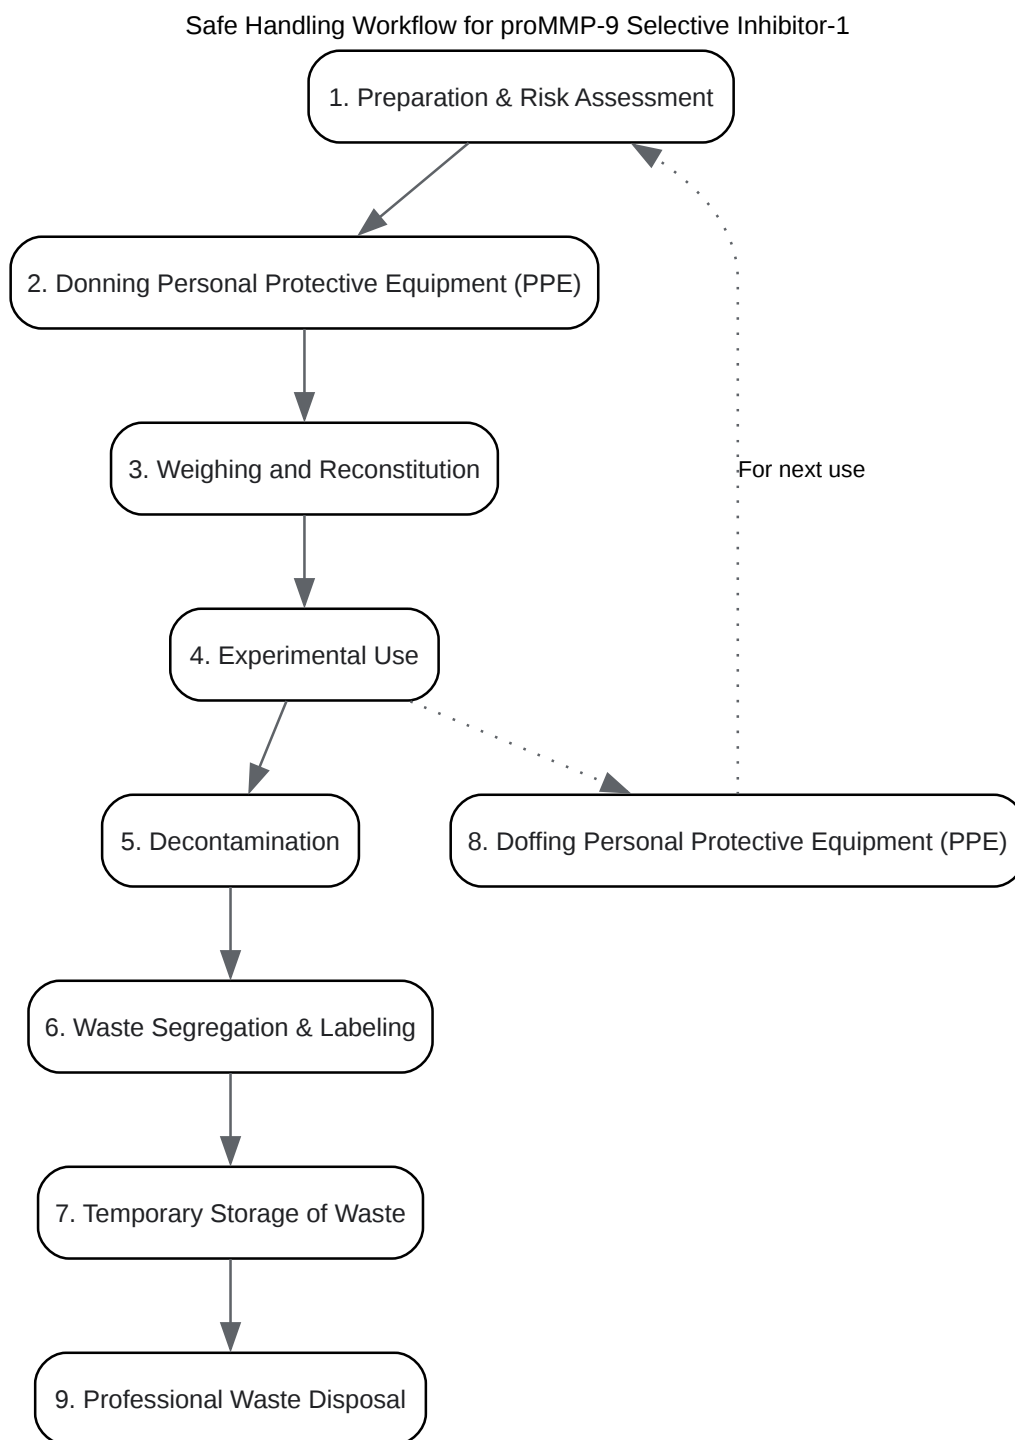 Safe Handling Workflow for proMMP-9 Selective Inhibitor-1
1. Preparation & Risk Assessment
2. Donning Personal Protective Equipment (PPE)
3. Weighing and Reconstitution
For next use
4. Experimental Use
5. Decontamination
8. Doffing Personal Protective Equipment (PPE)
6. Waste Segregation & Labeling
7. Temporary Storage of Waste
9. Professional Waste Disposal